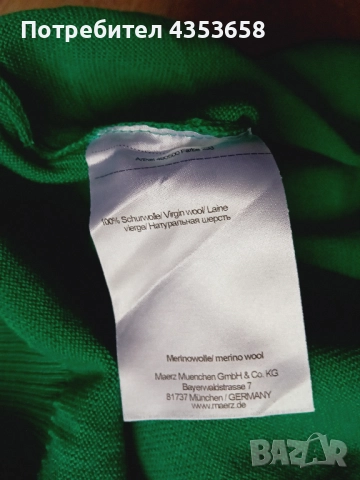 Потребител 4353658
100% Schurwolle/ Virgin wool/ Laine
vierge/ Натуральная шерсть
Merinowolle/ merino wool
Maerz Muenchen GmbH & Co. KG
Bayerwaldstrasse 7
81737 München / GERMANY
www.maerz.de
BAZAR